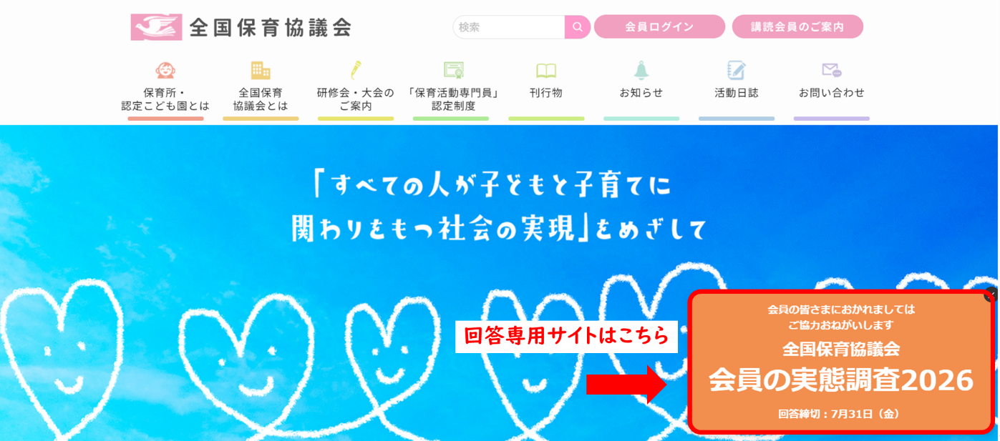 全国保育協議会
検索
会員ログイン
講読会員のご案内
保育所・
認定こども園とは
全国保育
協議会とは
研修会・大会の
ご案内
「保育活動専門員」
認定制度
刊行物
お知らせ
活動日誌
お問い合わせ
「すべての人が子どもと子育てに
関わりをもつ社会の実現」をめざして
回答専用サイトはこちら
会員の皆さまにおかれましては
ご協力おねがいします
全国保育協議会
会員の実態調査2026
回答締切：7月31日（金）